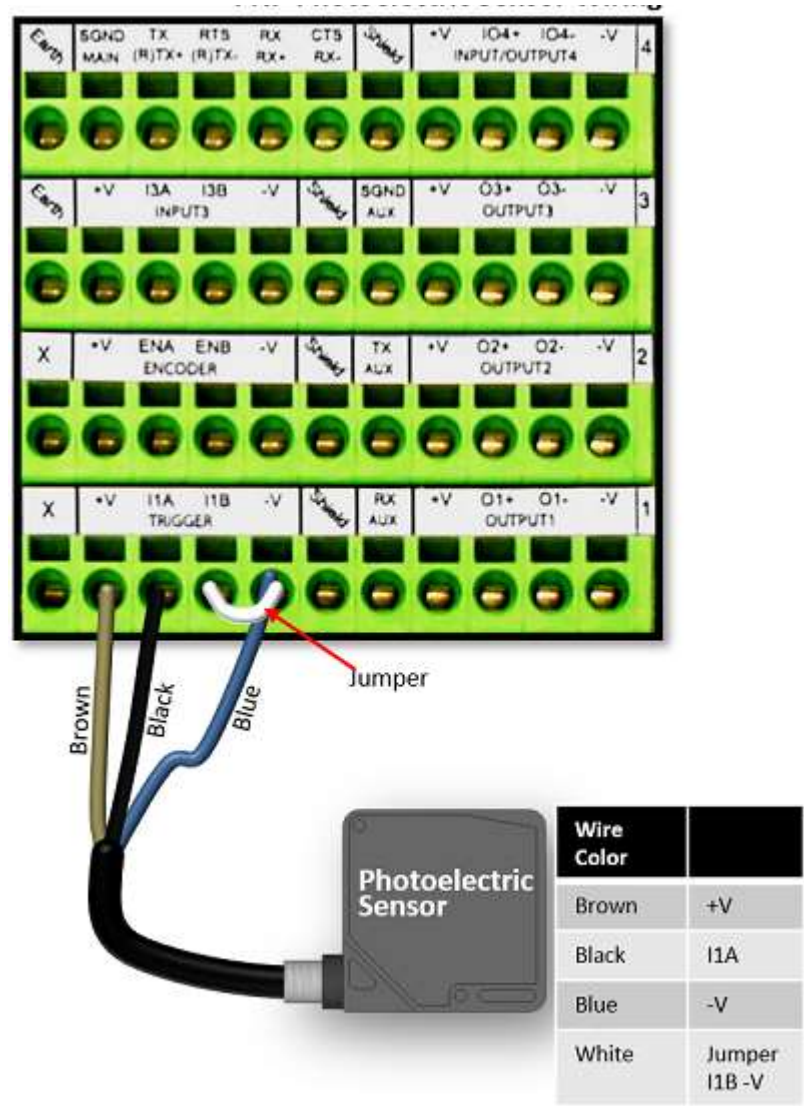 Photoelectric Sensor Wiring
Earth SGND TX RTS RX CTS Shield +V IO4+ IO4- -V 4
MAIN (R)TX+ (R)TX- RX+ RX- INPUT/OUTPUT4
Earth +V I3A I3B -V Shield SGND +V O3+ O3- -V 3
INPUT3 AUX OUTPUT3
X +V ENA ENB -V Shield TX +V O2+ O2- -V 2
ENCODER AUX OUTPUT2
X +V I1A I1B -V Shield RX +V O1+ O1- -V 1
TRIGGER AUX OUTPUT1
Jumper
Brown
Black
Blue
Photoelectric
Sensor
Wire
Color
Brown +V
Black I1A
Blue -V
White Jumper
I1B -V